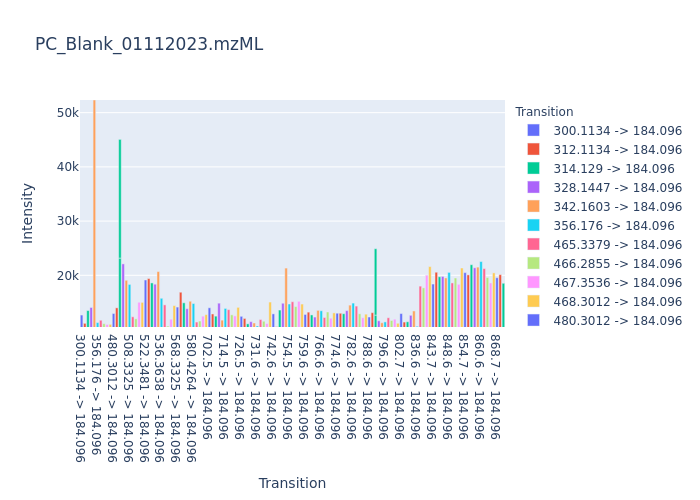 PC_Blank_01112023.mzML
Transition
300.1134 -> 184.096
312.1134 -> 184.096
314.129 -> 184.096
328.1447 -> 184.096
342.1603 -> 184.096
356.176 -> 184.096
465.3379 -> 184.096
466.2855 -> 184.096
467.3536 -> 184.096
468.3012 -> 184.096
480.3012 -> 184.096
Intensity
50k
40k
30k
20k
300.1134 -> 184.096
356.176 -> 184.096
480.3012 -> 184.096
508.3325 -> 184.096
522.3481 -> 184.096
536.3638 -> 184.096
568.3325 -> 184.096
580.4264 -> 184.096
702.5 -> 184.096
714.5 -> 184.096
726.5 -> 184.096
731.6 -> 184.096
742.6 -> 184.096
754.5 -> 184.096
759.6 -> 184.096
766.6 -> 184.096
774.6 -> 184.096
782.6 -> 184.096
788.6 -> 184.096
796.6 -> 184.096
802.7 -> 184.096
836.6 -> 184.096
843.7 -> 184.096
848.6 -> 184.096
854.7 -> 184.096
860.6 -> 184.096
868.7 -> 184.096
Transition